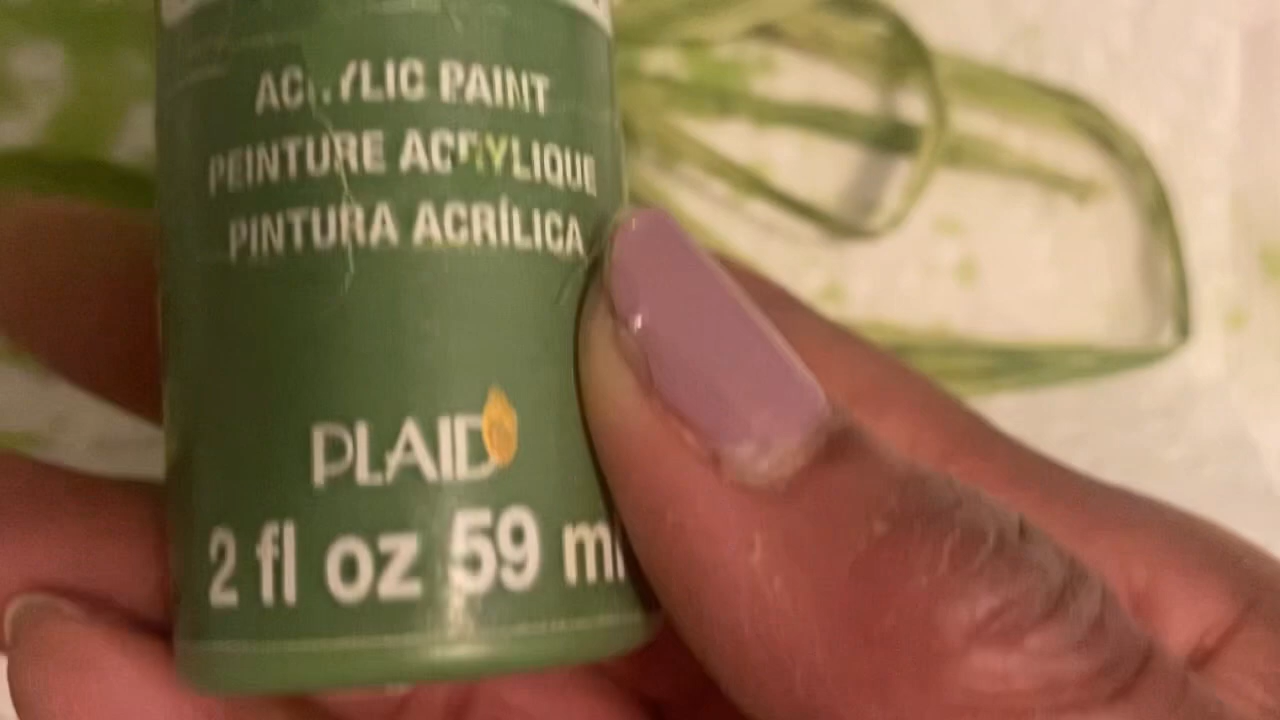 ACRYLIC PAINT
PEINTURE ACRYLIQUE
PINTURA ACRÍLICA
PLAID
2 fl oz 59 ml